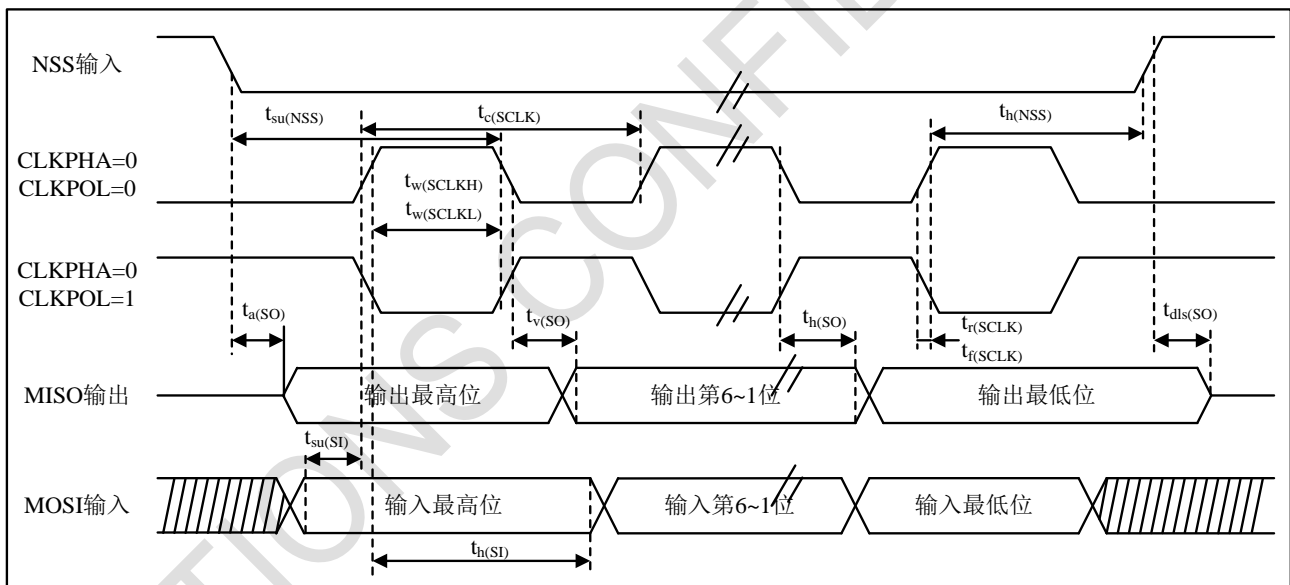 NSS输入
tsu(NSS)
tc(SCLK)
th(NSS)
CLKPHA=0
CLKPOL=0
tw(SCLKH)
tw(SCLKL)
CLKPHA=0
CLKPOL=1
ta(SO)
tv(SO)
th(SO)
tr(SCLK)
tf(SCLK)
tdls(SO)
MISO输出
输出最高位
输出第6~1位
输出最低位
tsu(SI)
MOSI输入
输入最高位
输入第6~1位
输入最低位
th(SI)
TIONS CONFI